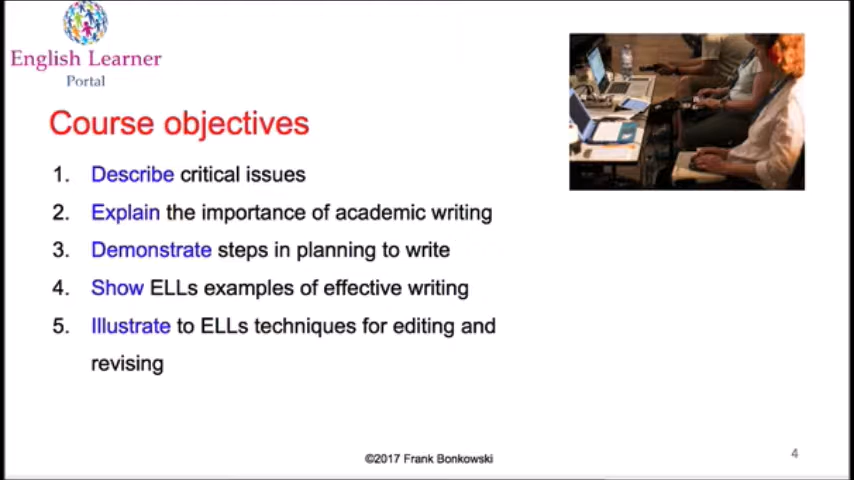 English Learner
Portal
Course objectives
1. Describe critical issues
2. Explain the importance of academic writing
3. Demonstrate steps in planning to write
4. Show ELLs examples of effective writing
5. Illustrate to ELLs techniques for editing and
revising
©2017 Frank Bonkowski
4